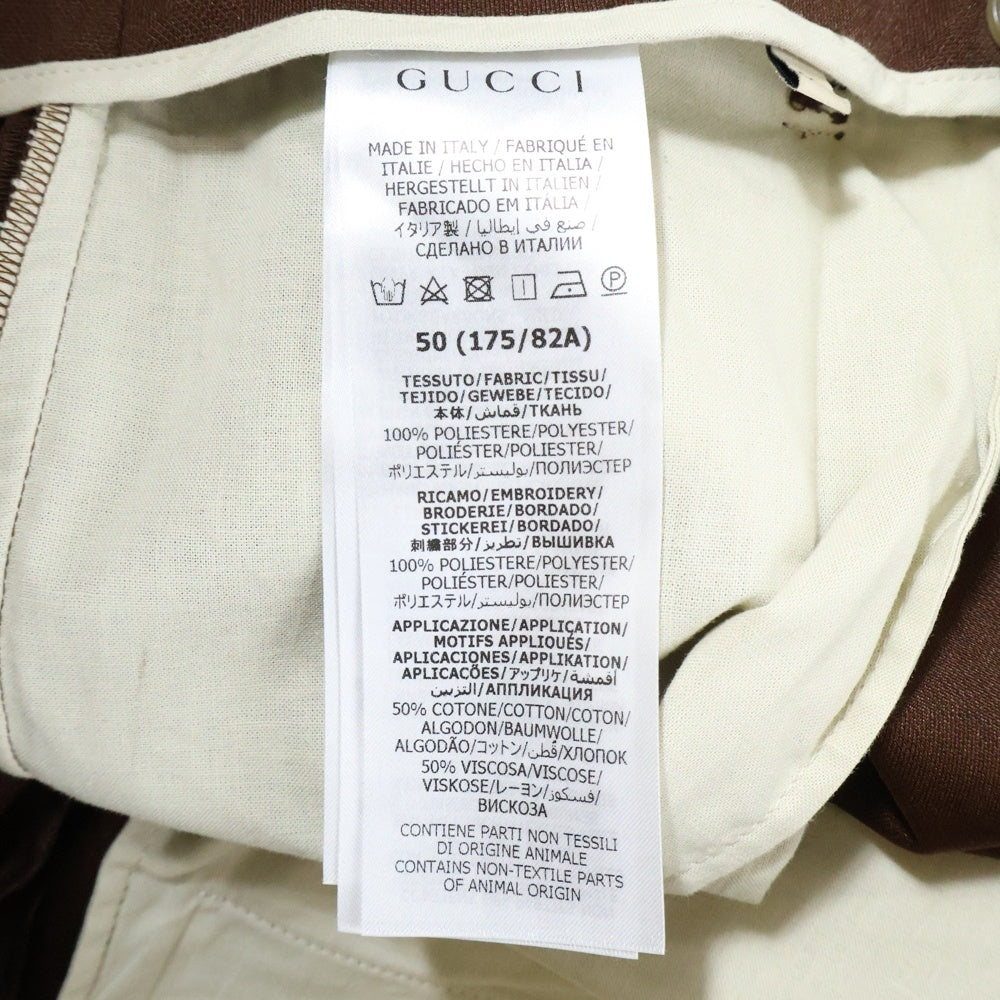 GUCCI
MADE IN ITALY / FABRIQUÉ EN
ITALIE / HECHO EN ITALIA /
HERGESTELLT IN ITALIEN /
FABRICADO EM ITÁLIA /
イタリア製 / صنع في إيطاليا /
СДЕЛАНО В ИТАЛИИ
P
50 (175/82A)
TESSUTO/FABRIC/TISSU/
TEJIDO/GEWEBE/TECIDO/
本体/قماش/ТКАНЬ
100% POLIESTERE/POLYESTER/
POLIÉSTER/POLIESTER/
ポリエステル/بوليستر/ПОЛИЭСТЕР
RICAMO/EMBROIDERY/
BRODERIE/BORDADO/
STICKEREI/BORDADO/
刺繍部分/تطريز/ВЫШИВКА
100% POLIESTERE/POLYESTER/
POLIÉSTER/POLIÉSTER/
ポリエステル/بوليستر/ПОЛИЭСТЕР
APPLICAZIONE/APPLICATION/
MOTIFS APPLIQUÉS/
APLICACIONES/APPLIKATION/
APLICAÇÕES/アップリケ/أقمشة
التزيين/АППЛИКАЦИЯ
50% COTONE/COTTON/COTON/
ALGODON/BAUMWOLLE/
ALGODÃO/コットン/قطن/ХЛОПОК
50% VISCOSA/VISCOSE/
VISKOSE/レーヨン/فسكوز/
ВИСКОЗА
CONTIENE PARTI NON TESSILI
DI ORIGINE ANIMALE
CONTAINS NON-TEXTILE PARTS
OF ANIMAL ORIGIN